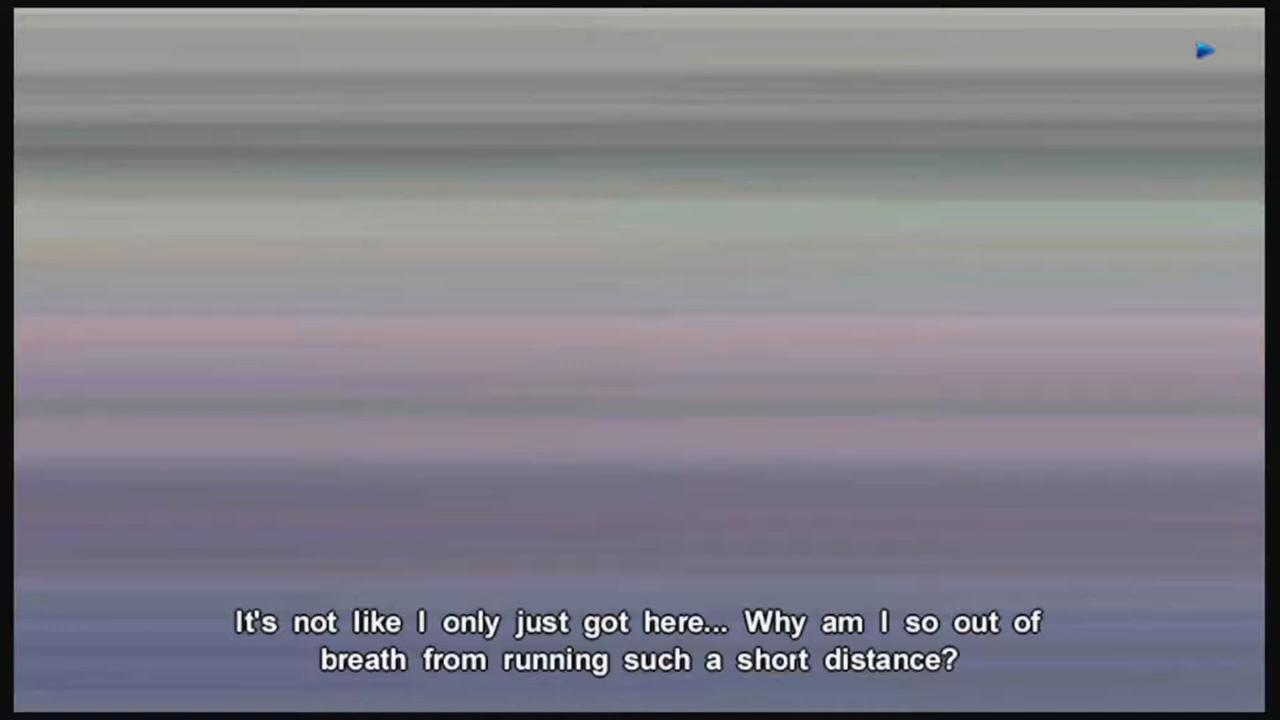 It's not like I only just got here... Why am I so out of
breath from running such a short distance?